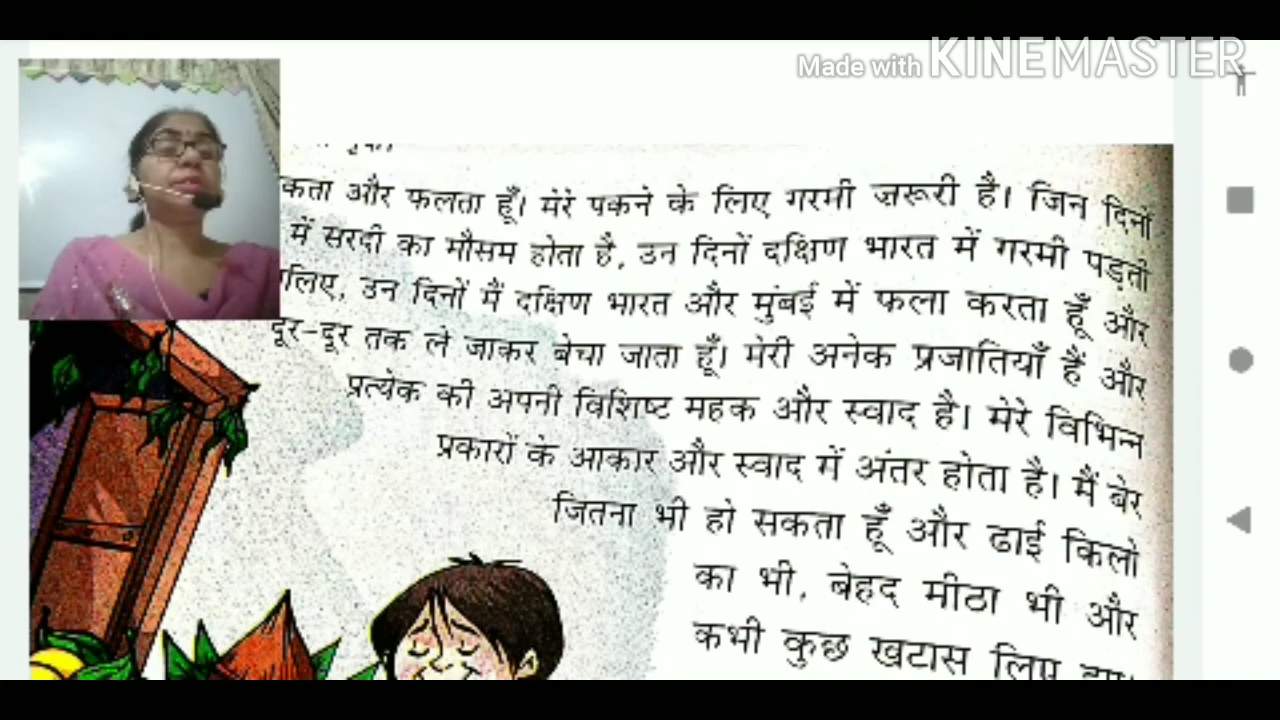 Made with KINEMASTER
कता और फलता हूँ। मेरे पकने के लिए गरमी ज़रूरी है। जिन दिनों
में सरदी का मौसम होता है, उन दिनों दक्षिण भारत में गरमी पड़ती
लिए, उन दिनों मैं दक्षिण भारत और मुंबई में फला करता हूँ और
दूर-दूर तक ले जाकर बेचा जाता हूँ। मेरी अनेक प्रजातियाँ हैं और
प्रत्येक की अपनी विशिष्ट महक और स्वाद है। मेरे विभिन्न
प्रकारों के आकार और स्वाद में अंतर होता है। मैं बेर
जितना भी हो सकता हूँ और ढाई किलो
का भी, बेहद मीठा भी और
कभी कुछ खटास लिए